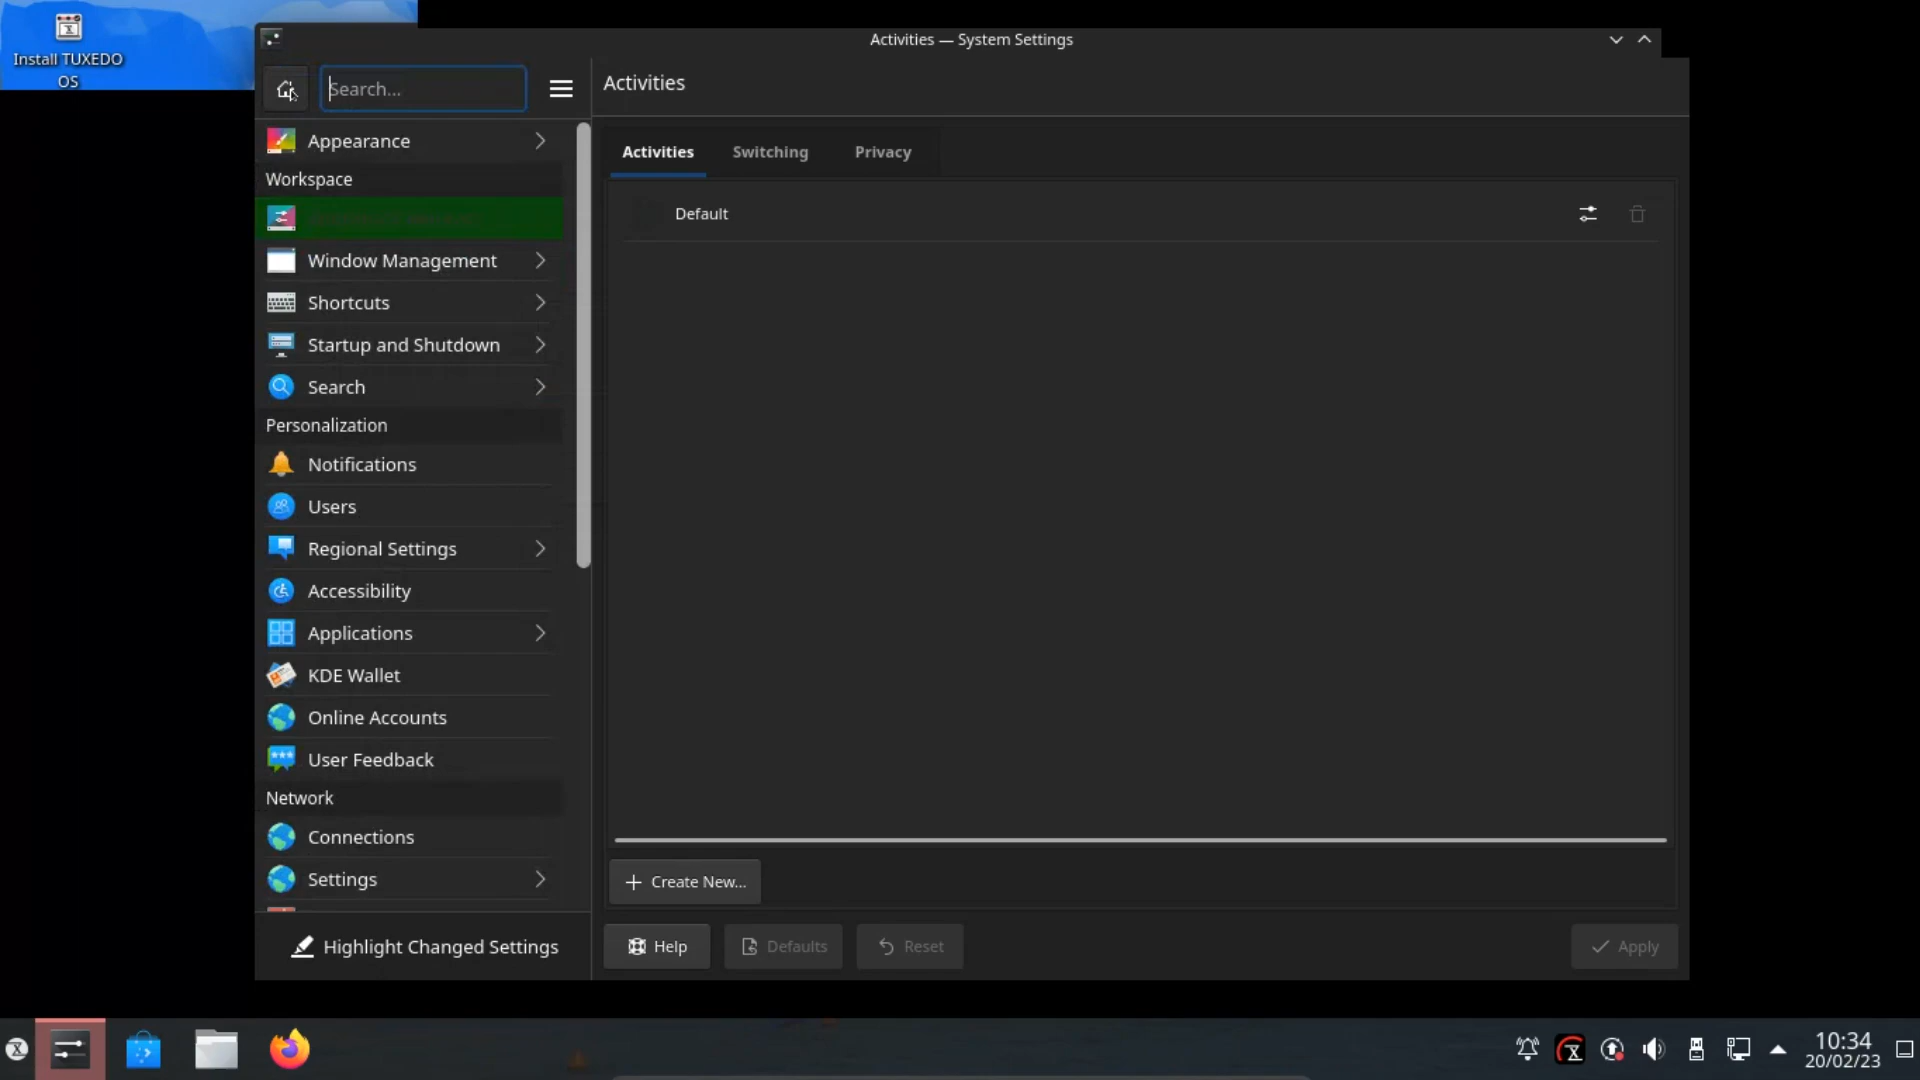 Install TUXEDO
OS
Activities — System Settings
Search...
Activities
Appearance
Workspace
Window Management
Shortcuts
Startup and Shutdown
Search
Personalization
Notifications
Users
Regional Settings
Accessibility
Applications
KDE Wallet
Online Accounts
User Feedback
Network
Connections
Settings
Highlight Changed Settings
Activities Switching Privacy
Default
Create New...
Help Defaults Reset Apply
10:34
20/02/23